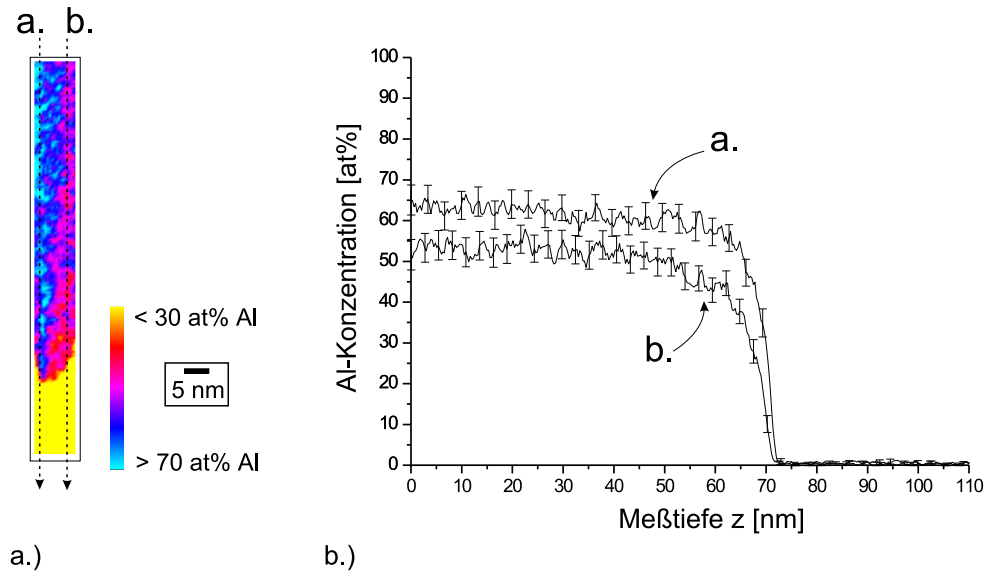 a. b.
< 30 at% Al
5 nm
> 70 at% Al
a.)
Al-Konzentration [at%]
100
90
80
70
60
50
40
30
20
10
0
a.
b.
0 10 20 30 40 50 60 70 80 90 100 110
Meßtiefe z [nm]
b.)